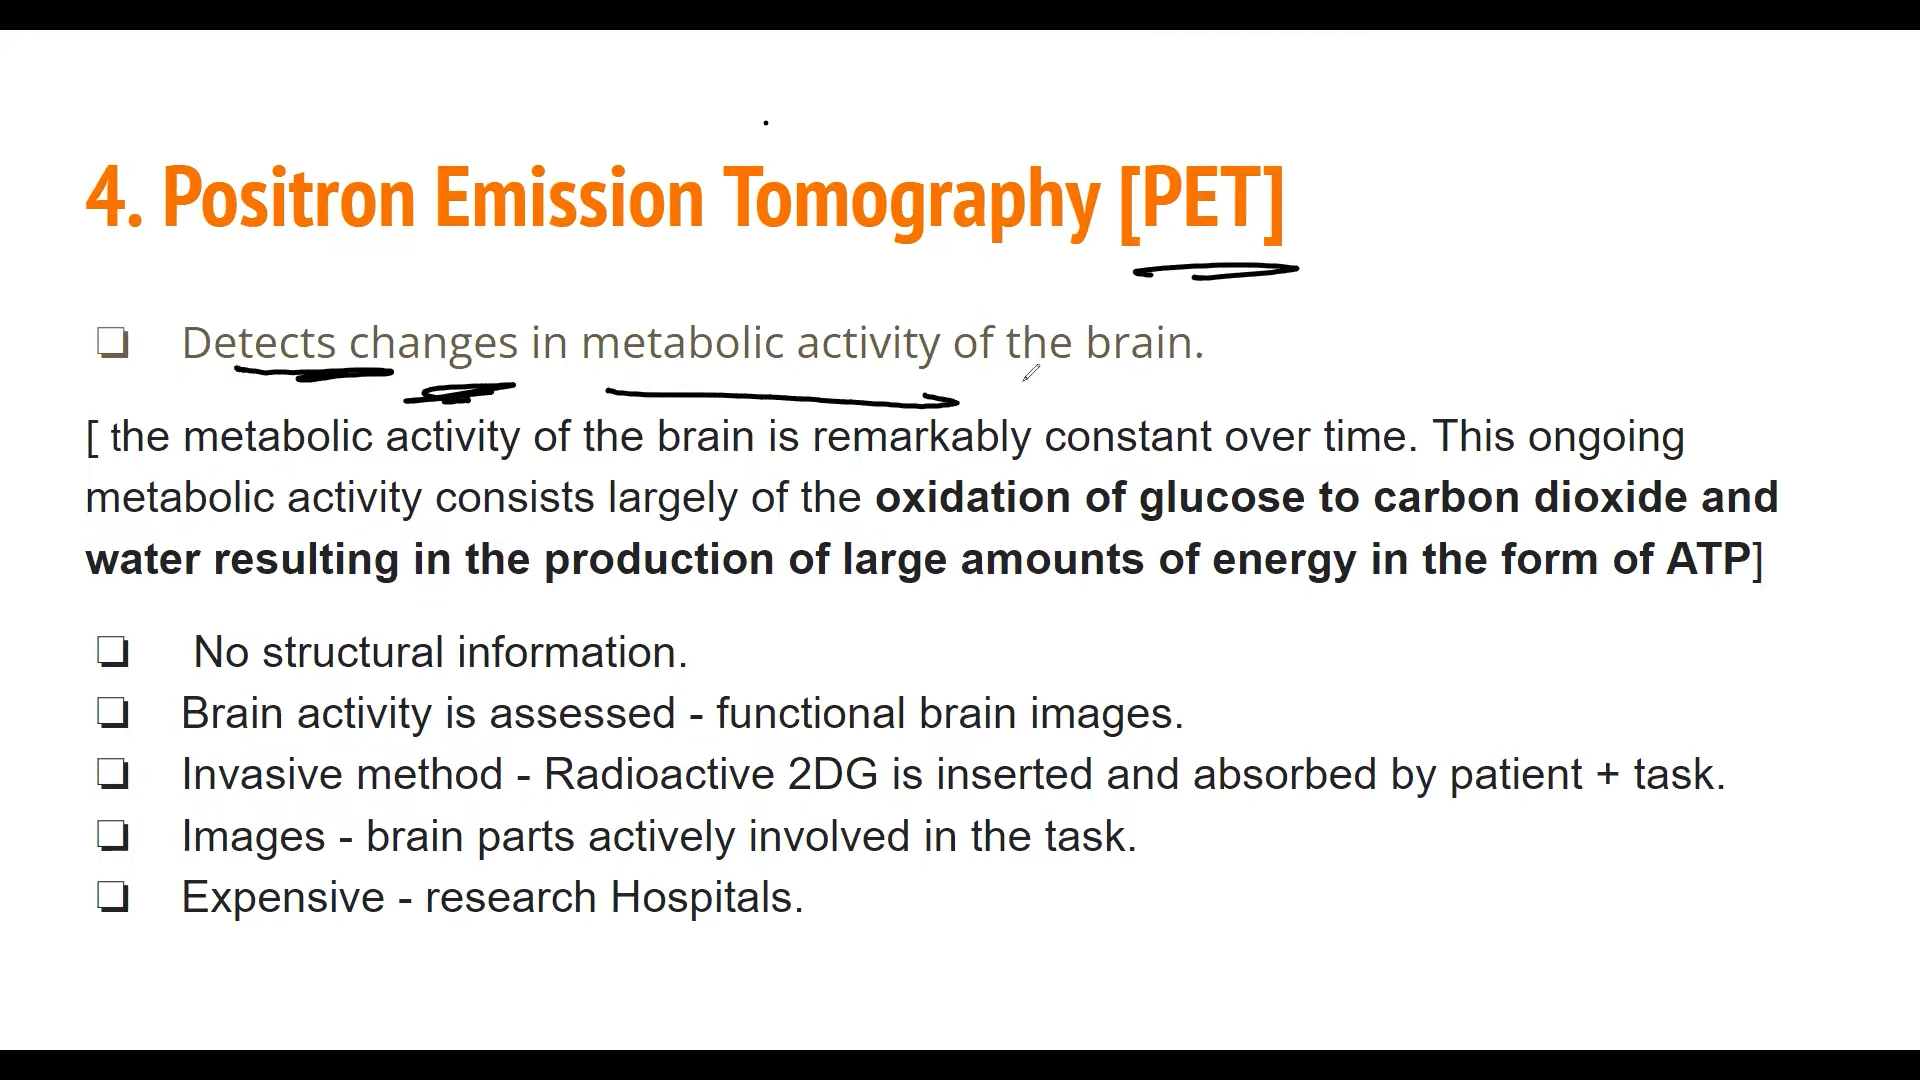 4. Positron Emission Tomography [PET]
❏ Detects changes in metabolic activity of the brain.
[ the metabolic activity of the brain is remarkably constant over time. This ongoing
metabolic activity consists largely of the oxidation of glucose to carbon dioxide and
water resulting in the production of large amounts of energy in the form of ATP]
❏ No structural information.
❏ Brain activity is assessed - functional brain images.
❏ Invasive method - Radioactive 2DG is inserted and absorbed by patient + task.
❏ Images - brain parts actively involved in the task.
❏ Expensive - research Hospitals.